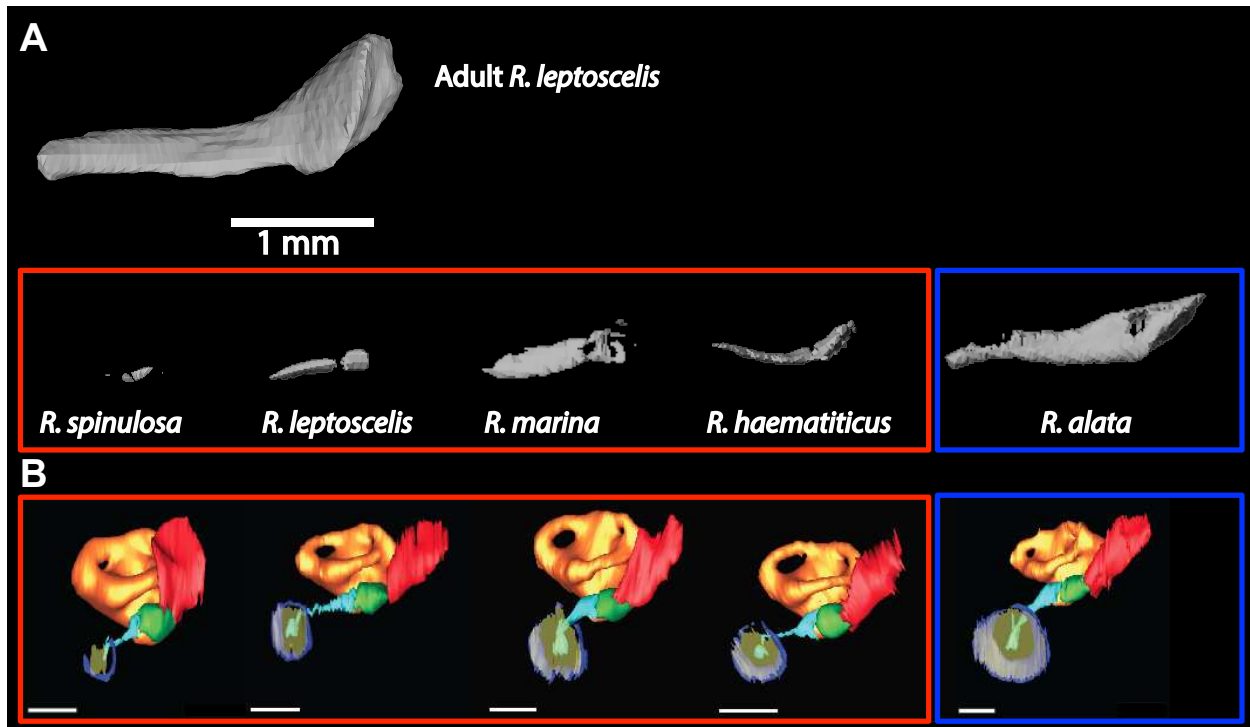 A
Adult R. leptoscelis
1 mm
R. spinulosa
R. leptoscelis
R. marina
R. haematiticus
R. alata
B